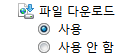 파일 다운로드
사용
사용 안 함